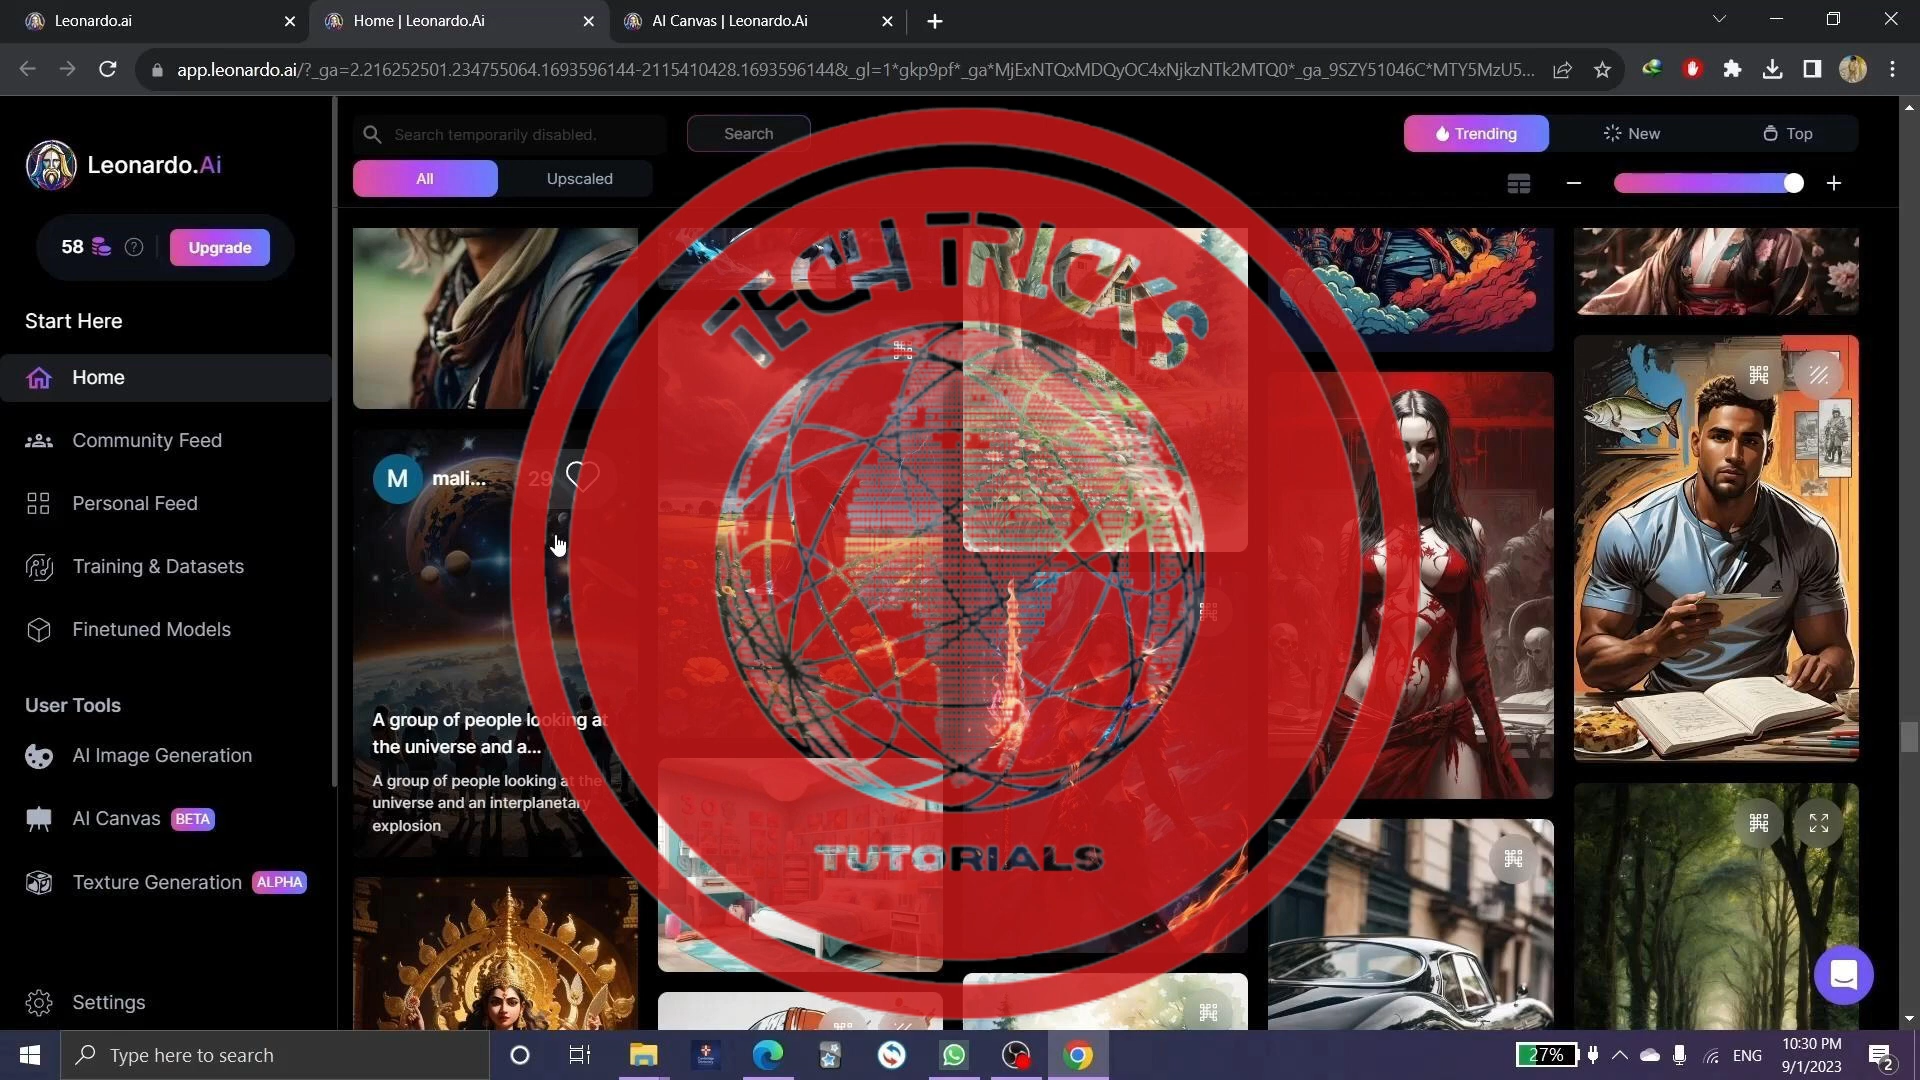 Leonardo.ai
Home | Leonardo.Ai
AI Canvas | Leonardo.Ai
app.leonardo.ai/?_ga=2.216252501.234755064.1693596144-2115410428.1693596144&_gl=1*gkp9pf*_ga*MjExNTQxMDQyOC4xNjkzNTk2MTQ0*_ga_9SZY51046C*MTY5MzU5...
Leonardo.Ai
Search temporarily disabled.
Search
Trending
New
Top
All
Upscaled
58
Upgrade
Start Here
Home
Community Feed
Personal Feed
Training & Datasets
Finetuned Models
User Tools
AI Image Generation
AI Canvas BETA
Texture Generation ALPHA
Settings
M mali... 29
A group of people looking at
the universe and a...
A group of people looking at the
universe and an interplanetary
explosion
TECH TRICKS
TUTORIALS
Type here to search
27%
ENG
10:30 PM
9/1/2023
2